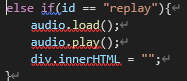 else if(id == "replay"){
audio.load();
audio.play();
div.innerHTML = "";
}